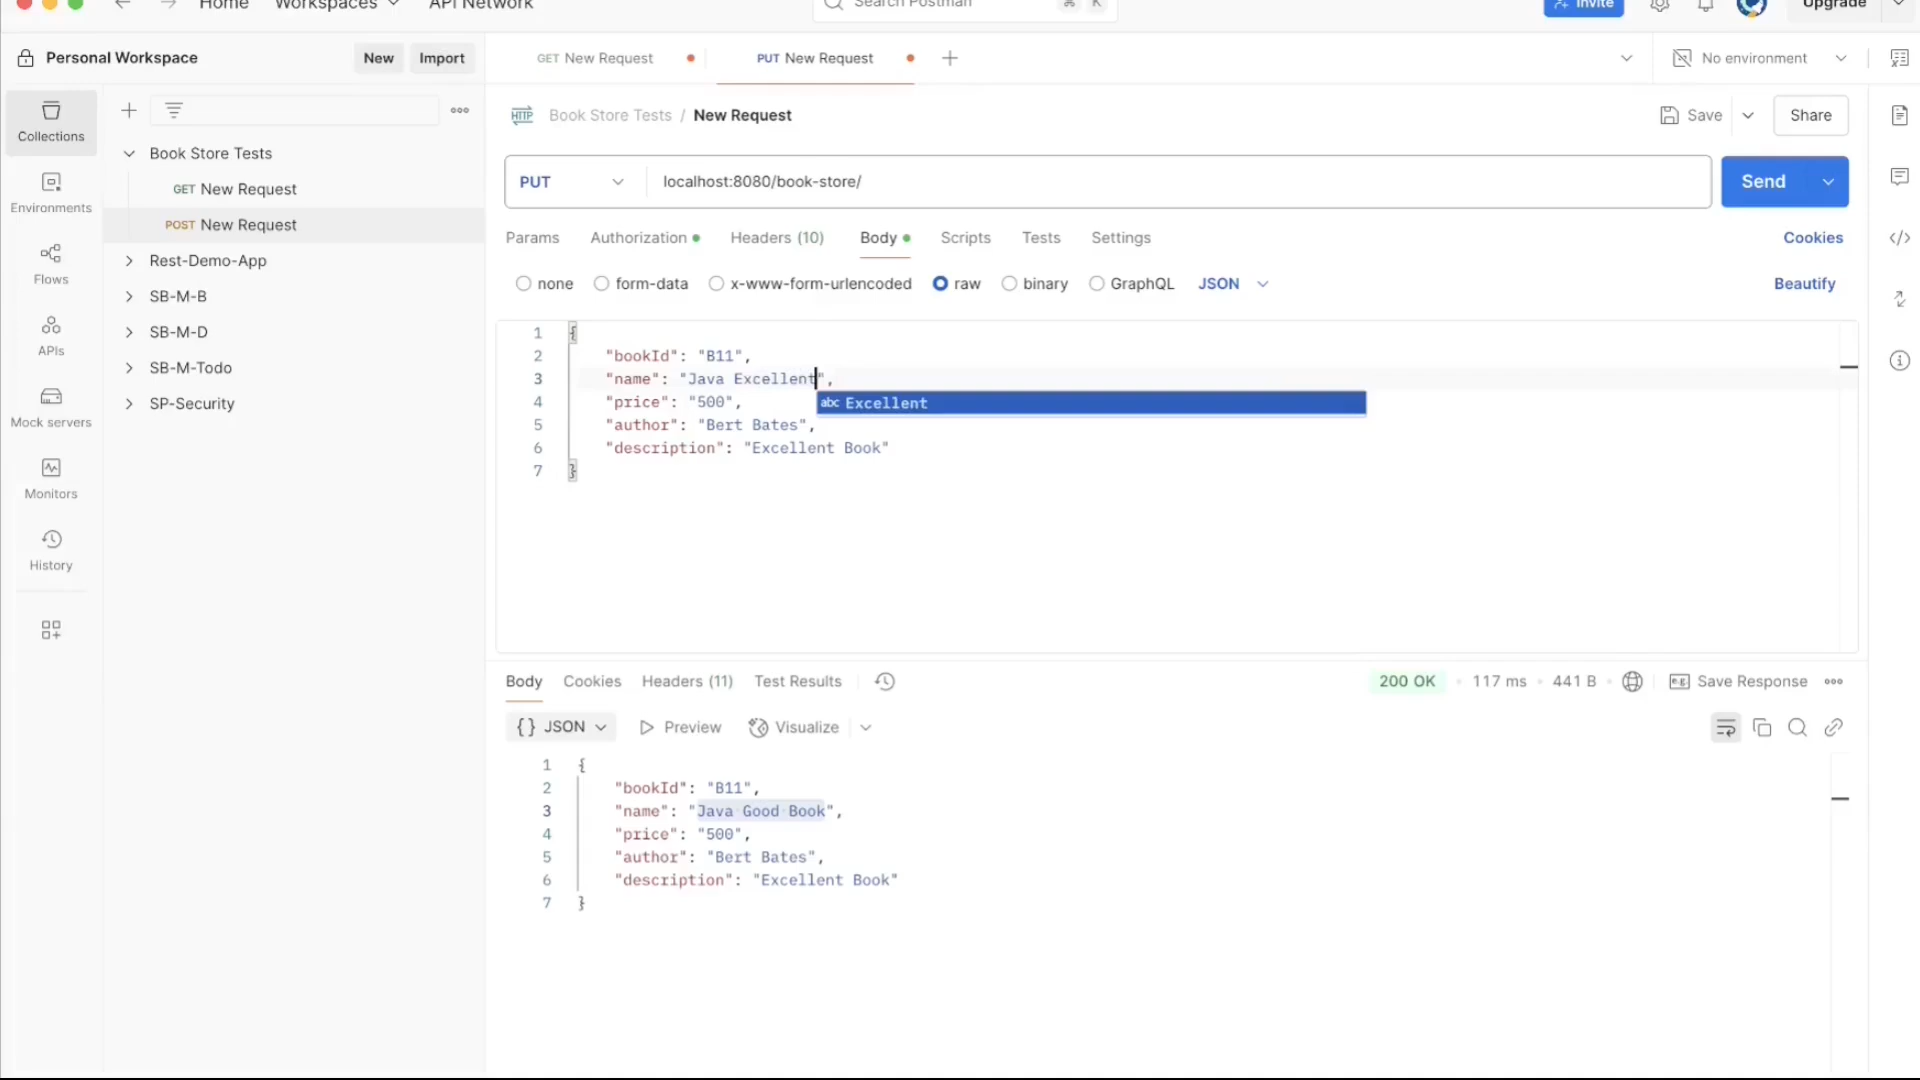 Home Workspaces API Network Search Postman ⌘ K Invite Upgrade
Personal Workspace New Import
GET New Request PUT New Request No environment
Collections
Environments
Flows
APIs
Mock servers
Monitors
History
Book Store Tests
GET New Request
POST New Request
Rest-Demo-App
SB-M-B
SB-M-D
SB-M-Todo
SP-Security
HTTP Book Store Tests / New Request Save Share
PUT localhost:8080/book-store/ Send
Params Authorization Headers (10) Body Scripts Tests Settings Cookies
none form-data x-www-form-urlencoded raw binary GraphQL JSON Beautify
1 {
2 "bookId": "B11",
3 "name": "Java Excellent",
4 "price": "500",
abc Excellent
5 "author": "Bert Bates",
6 "description": "Excellent Book"
7 }
Body Cookies Headers (11) Test Results 200 OK • 117 ms • 441 B e.g. Save Response
{} JSON Preview Visualize
1 {
2 "bookId": "B11",
3 "name": "Java Good Book",
4 "price": "500",
5 "author": "Bert Bates",
6 "description": "Excellent Book"
7 }